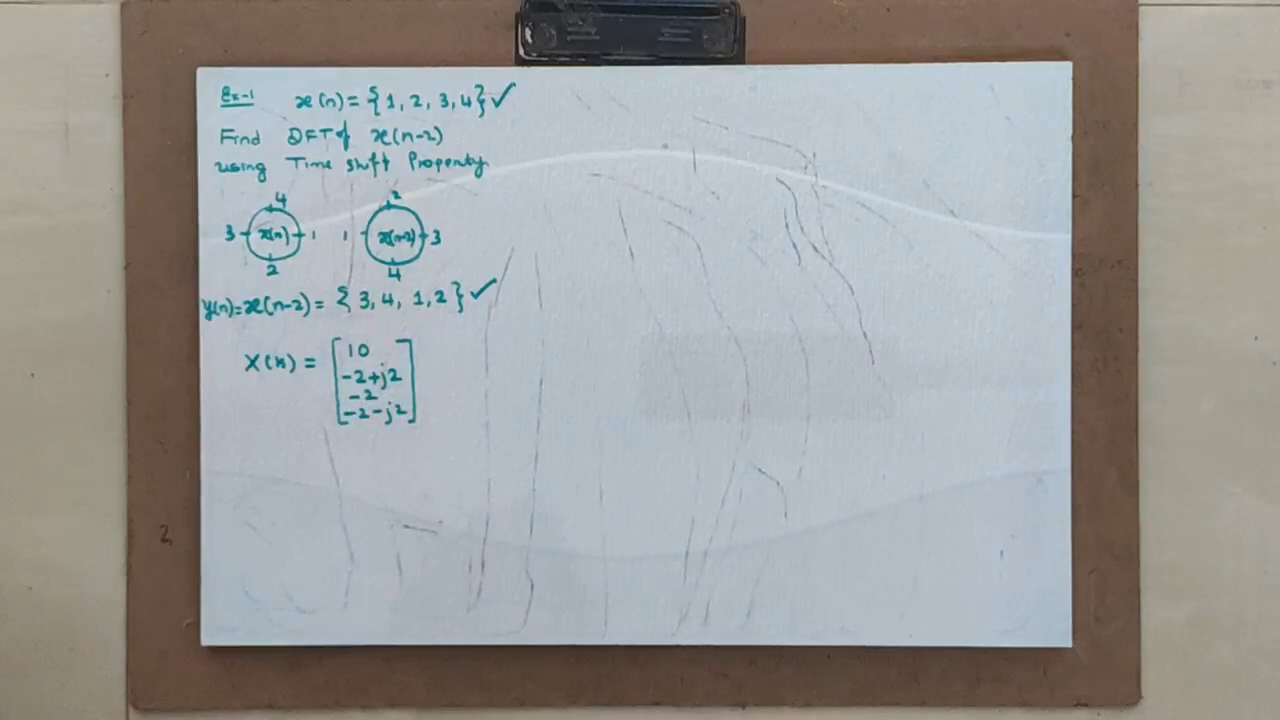 Ex-1 x(n) = {1, 2, 3, 4} ✓
Find DFT of x(n-2)
using Time shift Property
4 2
3 x(n) 1 1 x(n-2) 3
2 4
y(n)=x(n-2) = {3, 4, 1, 2} ✓
X(k) = [10
-2+j2
-2
-2-j2]
2